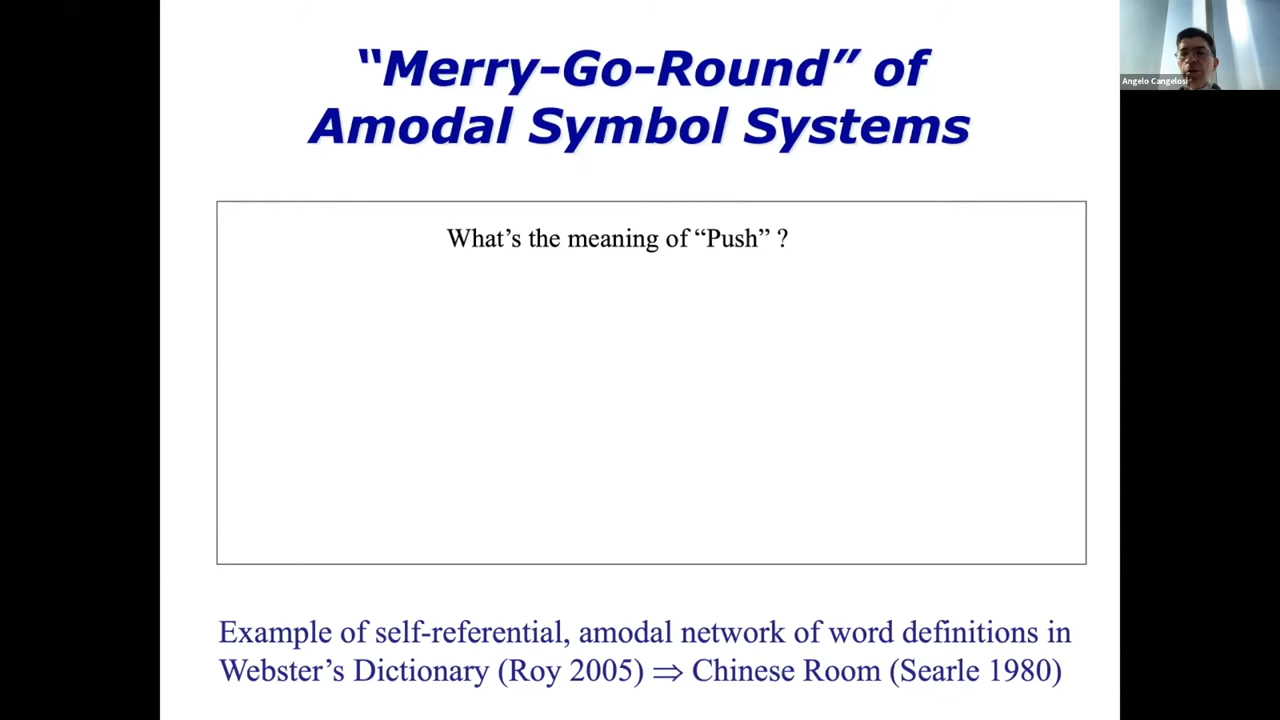 “Merry-Go-Round” of
Amodal Symbol Systems
Angelo Cangelosi
What’s the meaning of “Push” ?
Example of self-referential, amodal network of word definitions in
Webster’s Dictionary (Roy 2005) ⇒ Chinese Room (Searle 1980)